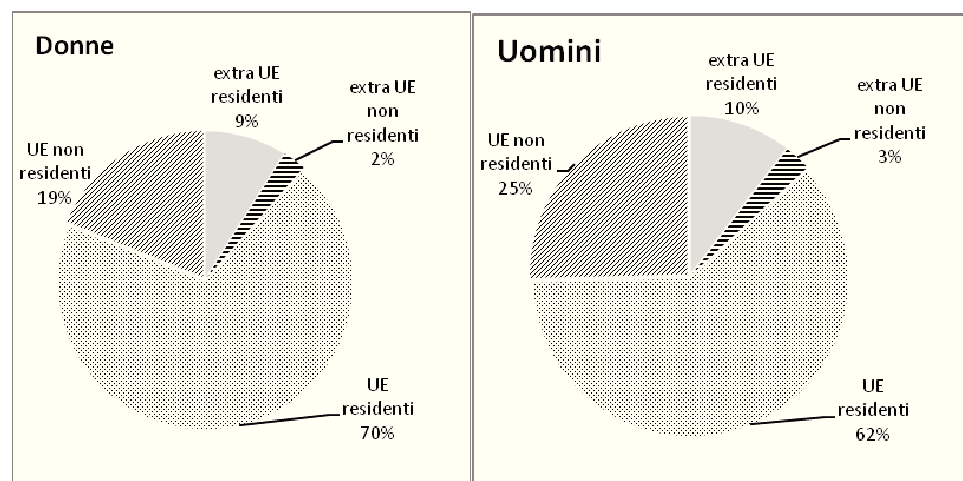 Donne
extra UE
residenti
9%
extra UE
non
residenti
2%
UE non
residenti
19%
UE
residenti
70%
Uomini
extra UE
residenti
10%
extra UE
non
residenti
3%
UE non
residenti
25%
UE
residenti
62%